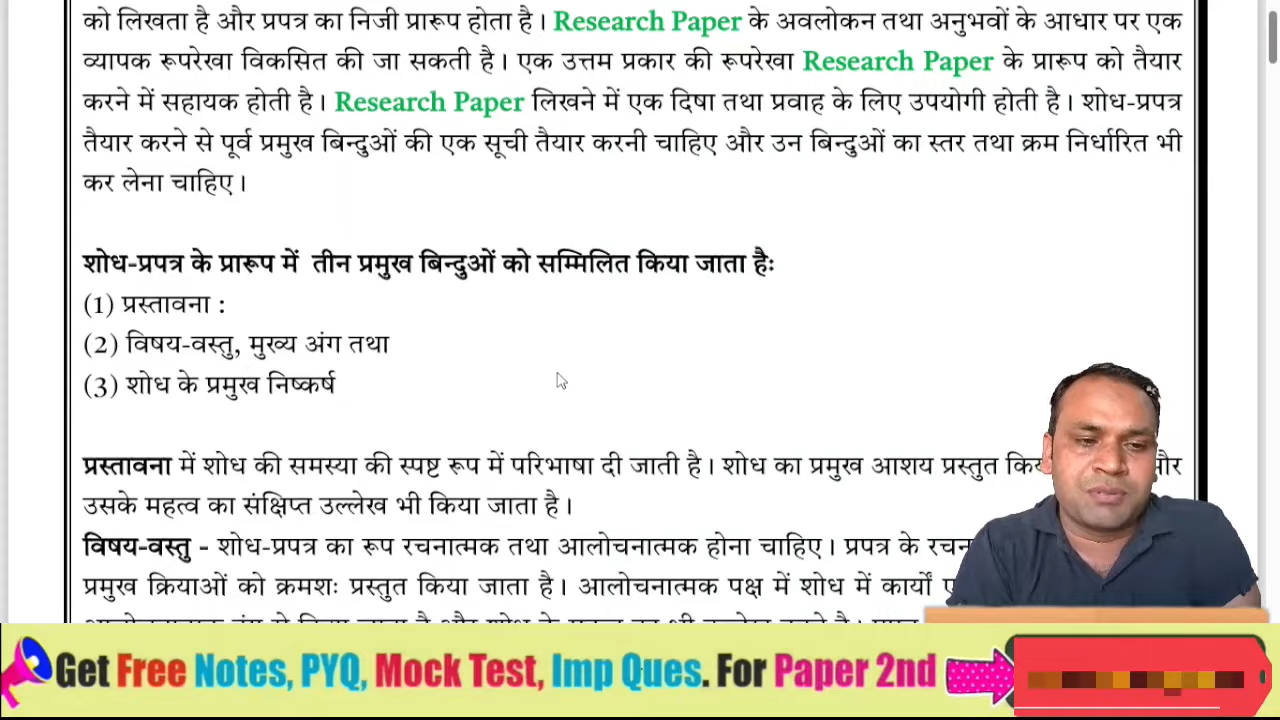 को लिखता है और प्रपत्र का निजी प्रारूप होता है। Research Paper के अवलोकन तथा अनुभवों के आधार पर एक
व्यापक रूपरेखा विकसित की जा सकती है। एक उत्तम प्रकार की रूपरेखा Research Paper के प्रारूप को तैयार
करने में सहायक होती है। Research Paper लिखने में एक दिषा तथा प्रवाह के लिए उपयोगी होती है। शोध-प्रपत्र
तैयार करने से पूर्व प्रमुख बिन्दुओं की एक सूची तैयार करनी चाहिए और उन बिन्दुओं का स्तर तथा क्रम निर्धारित भी
कर लेना चाहिए।
शोध-प्रपत्र के प्रारूप में तीन प्रमुख बिन्दुओं को सम्मिलित किया जाता हैः
(1) प्रस्तावना :
(2) विषय-वस्तु, मुख्य अंग तथा
(3) शोध के प्रमुख निष्कर्ष
प्रस्तावना में शोध की समस्या की स्पष्ट रूप में परिभाषा दी जाती है। शोध का प्रमुख आशय प्रस्तुत
उसके महत्व का संक्षिप्त उल्लेख भी किया जाता है।
विषय-वस्तु - शोध-प्रपत्र का रूप रचनात्मक तथा आलोचनात्मक होना चाहिए। प्रपत्र के
प्रमुख क्रियाओं को क्रमशः प्रस्तुत किया जाता है। आलोचनात्मक पक्ष में शोध में कार्यों
Get Free Notes, PYQ, Mock Test, Imp Ques. For Paper 2nd